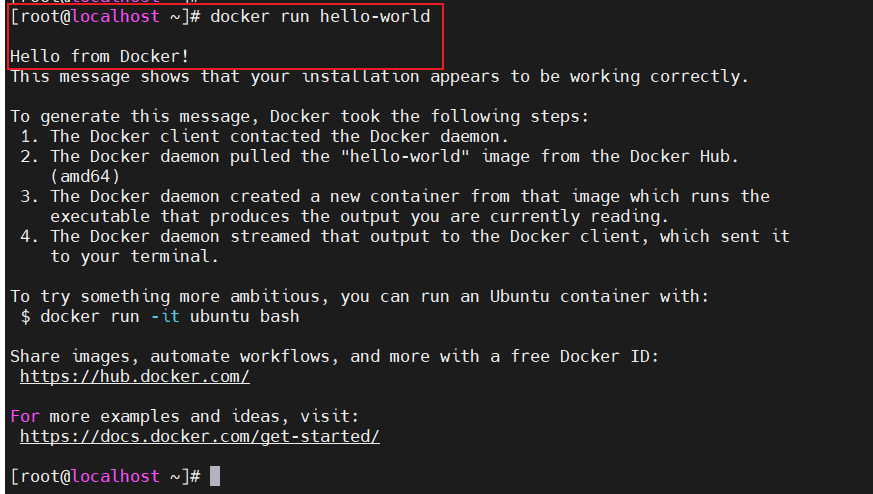 [root@localhost ~]# docker run hello-world
Hello from Docker!
This message shows that your installation appears to be working correctly.
To generate this message, Docker took the following steps:
1. The Docker client contacted the Docker daemon.
2. The Docker daemon pulled the "hello-world" image from the Docker Hub.
(amd64)
3. The Docker daemon created a new container from that image which runs the
executable that produces the output you are currently reading.
4. The Docker daemon streamed that output to the Docker client, which sent it
to your terminal.
To try something more ambitious, you can run an Ubuntu container with:
$ docker run -it ubuntu bash
Share images, automate workflows, and more with a free Docker ID:
https://hub.docker.com/
For more examples and ideas, visit:
https://docs.docker.com/get-started/
[root@localhost ~]#